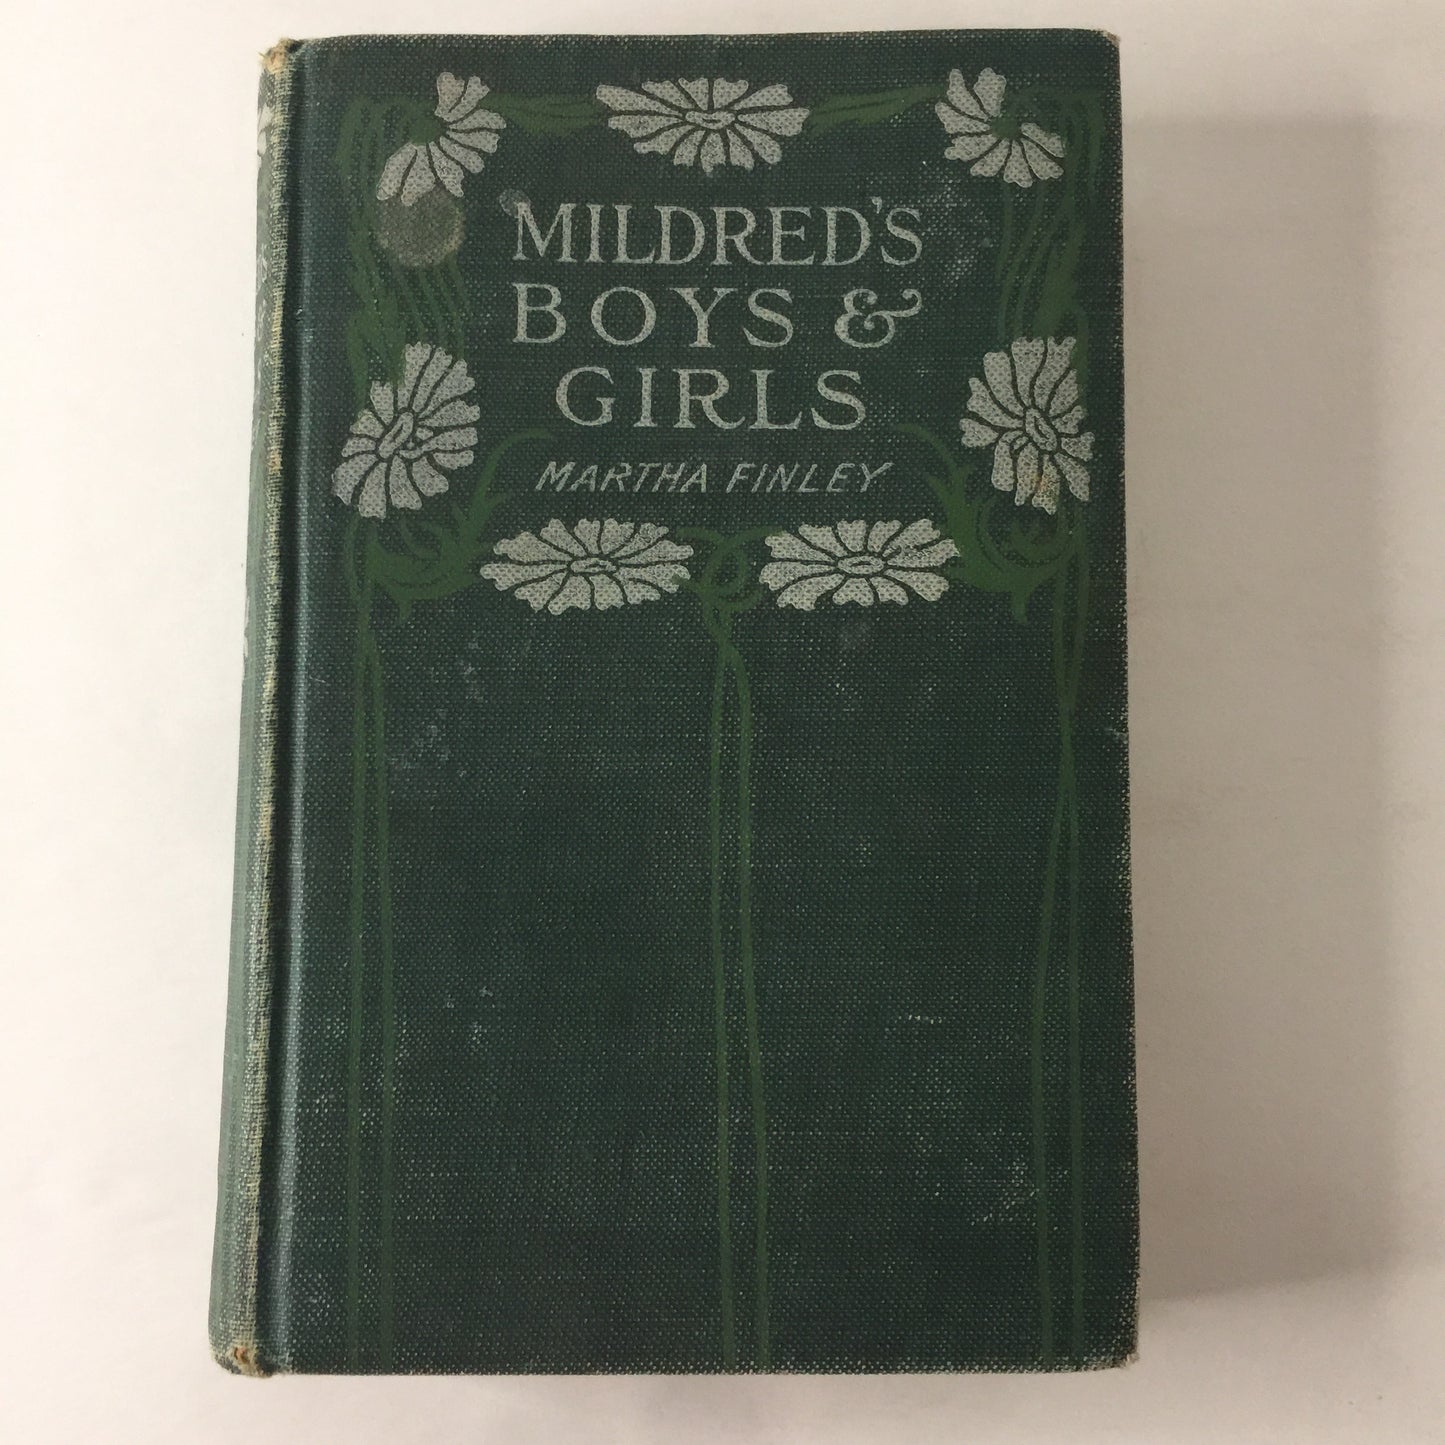 MILDRED'S
BOYS &
GIRLS
MARTHA FINLEY